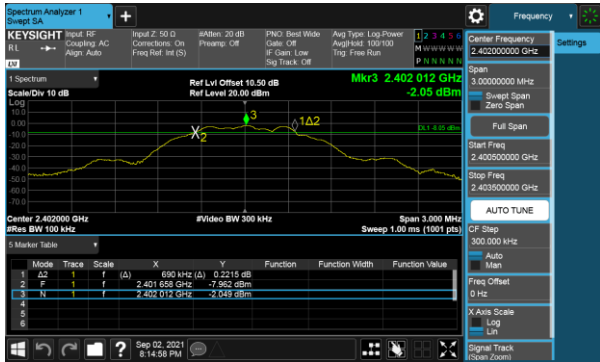 Spectrum Analyzer 1
Swept SA
Frequency
KEYSIGHT
Input: RF
Input Z: 50 Ω
#Atten: 20 dB
PNO: Best Wide
Avg Type: Log-Power
1 2 3 4 5 6
RL
Coupling: AC
Corrections: On
Preamp: Off
Gate: Off
Avg|Hold: 100/100
M W W W W W
Align: Auto
Freq Ref: Int (S)
IF Gain: Low
Trig: Free Run
Sig Track: Off
P N N N N N
LXI
1 Spectrum
Ref Lvl Offset 10.50 dB
Mkr3 2.402 012 GHz
Scale/Div 10 dB
Ref Level 20.00 dBm
-2.05 dBm
Log
10.0
0.00
-10.0
-20.0
-30.0
-40.0
-50.0
-60.0
-70.0
2
3
1Δ2
DL1 -8.05 dBm
Center 2.402000 GHz
#Video BW 300 kHz
Span 3.000 MHz
#Res BW 100 kHz
Sweep 1.00 ms (1001 pts)
5 Marker Table
Mode Trace Scale X Y Function Function Width Function Value
1 Δ2 1 f (Δ) 690 kHz (Δ) 0.2215 dB
2 F 1 f 2.401 658 GHz -7.962 dBm
3 N 1 f 2.402 012 GHz -2.049 dBm
4
5
6
Sep 02, 2021
8:14:58 PM
Center Frequency
2.402000000 GHz
Settings
Span
3.00000000 MHz
Swept Span
Zero Span
Full Span
Start Freq
2.400500000 GHz
Stop Freq
2.403500000 GHz
AUTO TUNE
CF Step
300.000 kHz
Auto
Man
Freq Offset
0 Hz
X Axis Scale
Log
Lin
Signal Track
(Span Zoom)